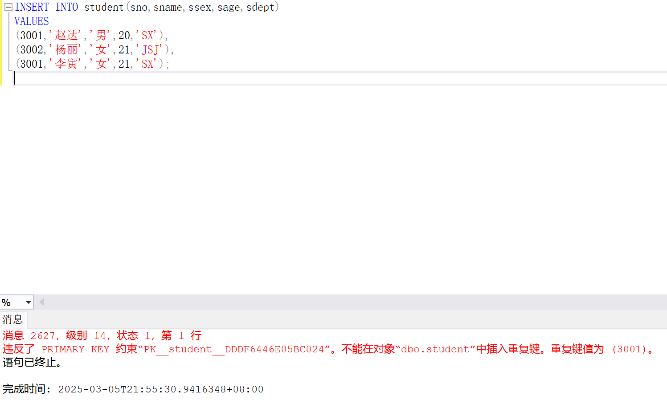 INSERT INTO student(sno,sname,ssex,sage,sdept)
VALUES
(3001,'赵达','男',20,'SX'),
(3002,'杨丽','女',21,'JSJ'),
(3001,'李寅','女',21,'SX');
%
消息
消息 2627，级别 14，状态 1，第 1 行
违反了 PRIMARY KEY 约束“PK__student__DDDF6446E05BC024”。不能在对象“dbo.student”中插入重复键。重复键值为 (3001)。
语句已终止。
完成时间: 2025-03-05T21:55:30.9416348+08:00